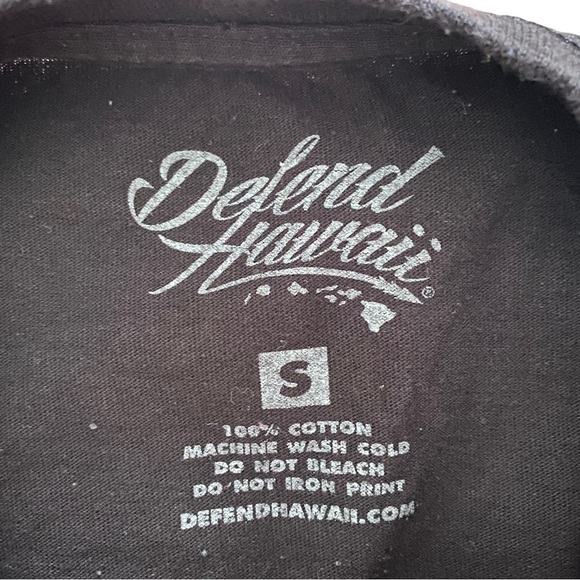 Defend
Hawaii®
S
100% COTTON
MACHINE WASH COLD
DO NOT BLEACH
DO NOT IRON PRINT
DEFENDHAWAII.COM